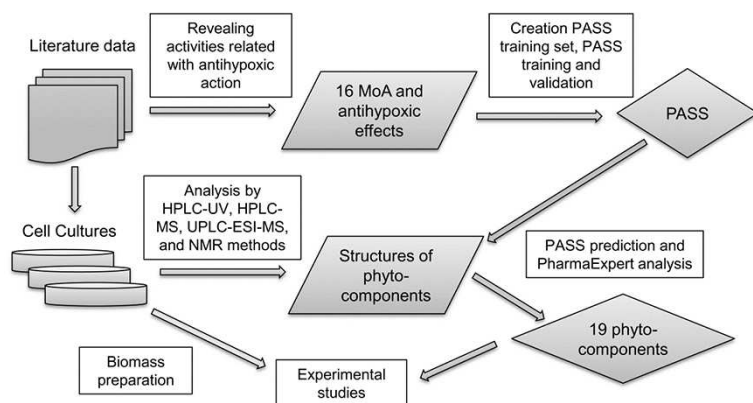 Literature data
Revealing
activities related
with antihypoxic
action
16 MoA and
antihypoxic
effects
Creation PASS
training set, PASS
training and
validation
PASS
Cell Cultures
Analysis by
HPLC-UV, HPLC-
MS, UPLC-ESI-MS,
and NMR methods
Structures of
phyto-
components
PASS prediction and
PharmaExpert analysis
19 phyto-
components
Biomass
preparation
Experimental
studies